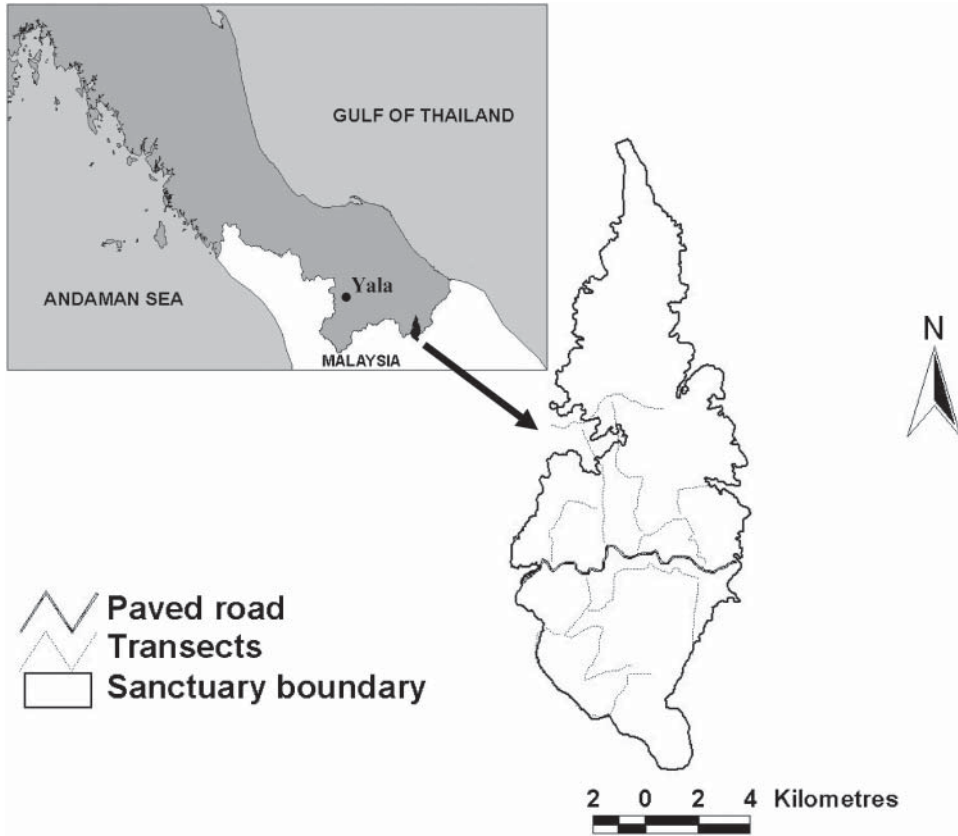 GULF OF THAILAND
Yala
ANDAMAN SEA
MALAYSIA
N
Paved road
Transects
Sanctuary boundary
2 0 2 4 Kilometres